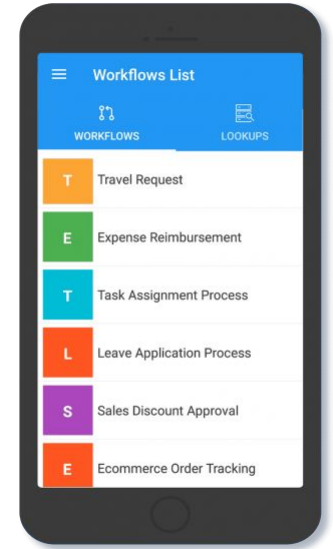 Workflows List
WORKFLOWS LOOKUPS
T Travel Request
E Expense Reimbursement
T Task Assignment Process
L Leave Application Process
S Sales Discount Approval
E Ecommerce Order Tracking